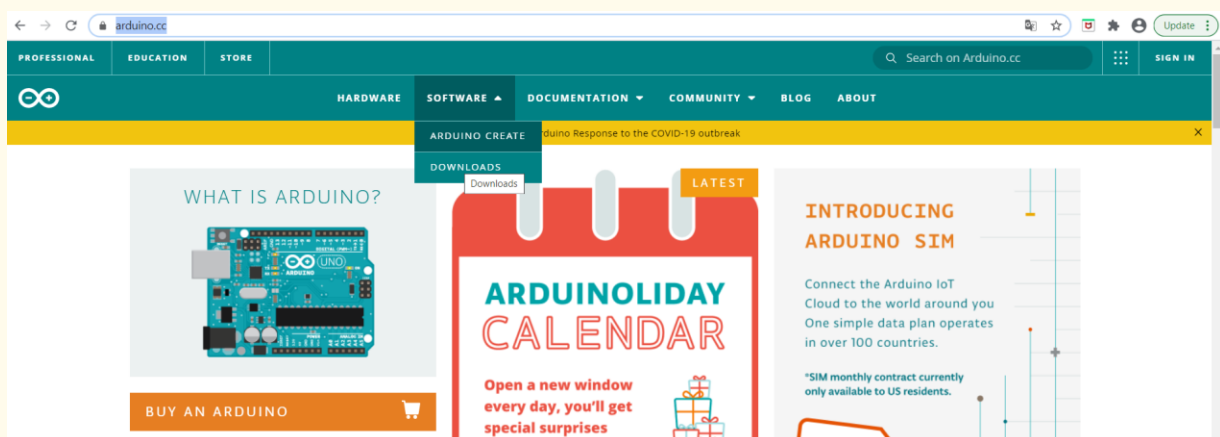 arduino.cc
Update
PROFESSIONAL EDUCATION STORE
Search on Arduino.cc
SIGN IN
HARDWARE SOFTWARE DOCUMENTATION COMMUNITY BLOG ABOUT
ARDUINO CREATE
rduino Response to the COVID-19 outbreak
X
DOWNLOADS
Downloads
WHAT IS ARDUINO?
UNO
ARDUINO
BUY AN ARDUINO
LATEST
ARDUINOLIDAY
CALENDAR
Open a new window
every day, you'll get
special surprises
INTRODUCING
ARDUINO SIM
Connect the Arduino IoT
Cloud to the world around you
One simple data plan operates
in over 100 countries.
*SIM monthly contract currently
only available to US residents.